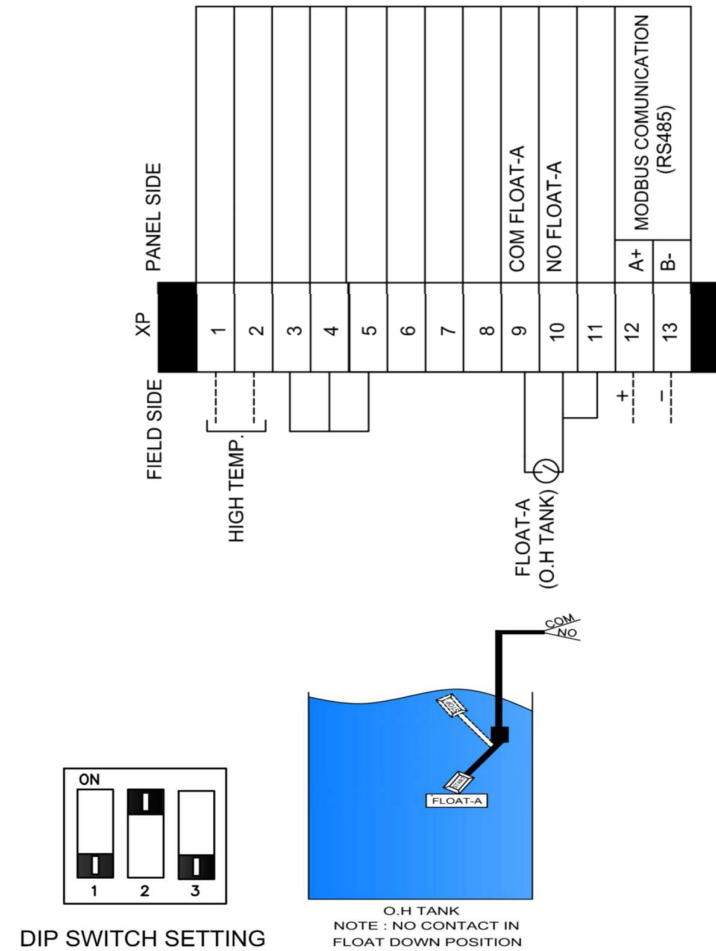 PANEL SIDE
COM FLOAT-A
NO FLOAT-A
MODBUS COMUNICATION
(RS485)
A+
B-
XP
1
2
3
4
5
6
7
8
9
10
11
12
13
FIELD SIDE
HIGH TEMP.
FLOAT-A
(O.H TANK)
+
-
COM
NO
FLOAT-A
O.H TANK
NOTE : NO CONTACT IN
FLOAT DOWN POSITION
ON
1 2 3
DIP SWITCH SETTING